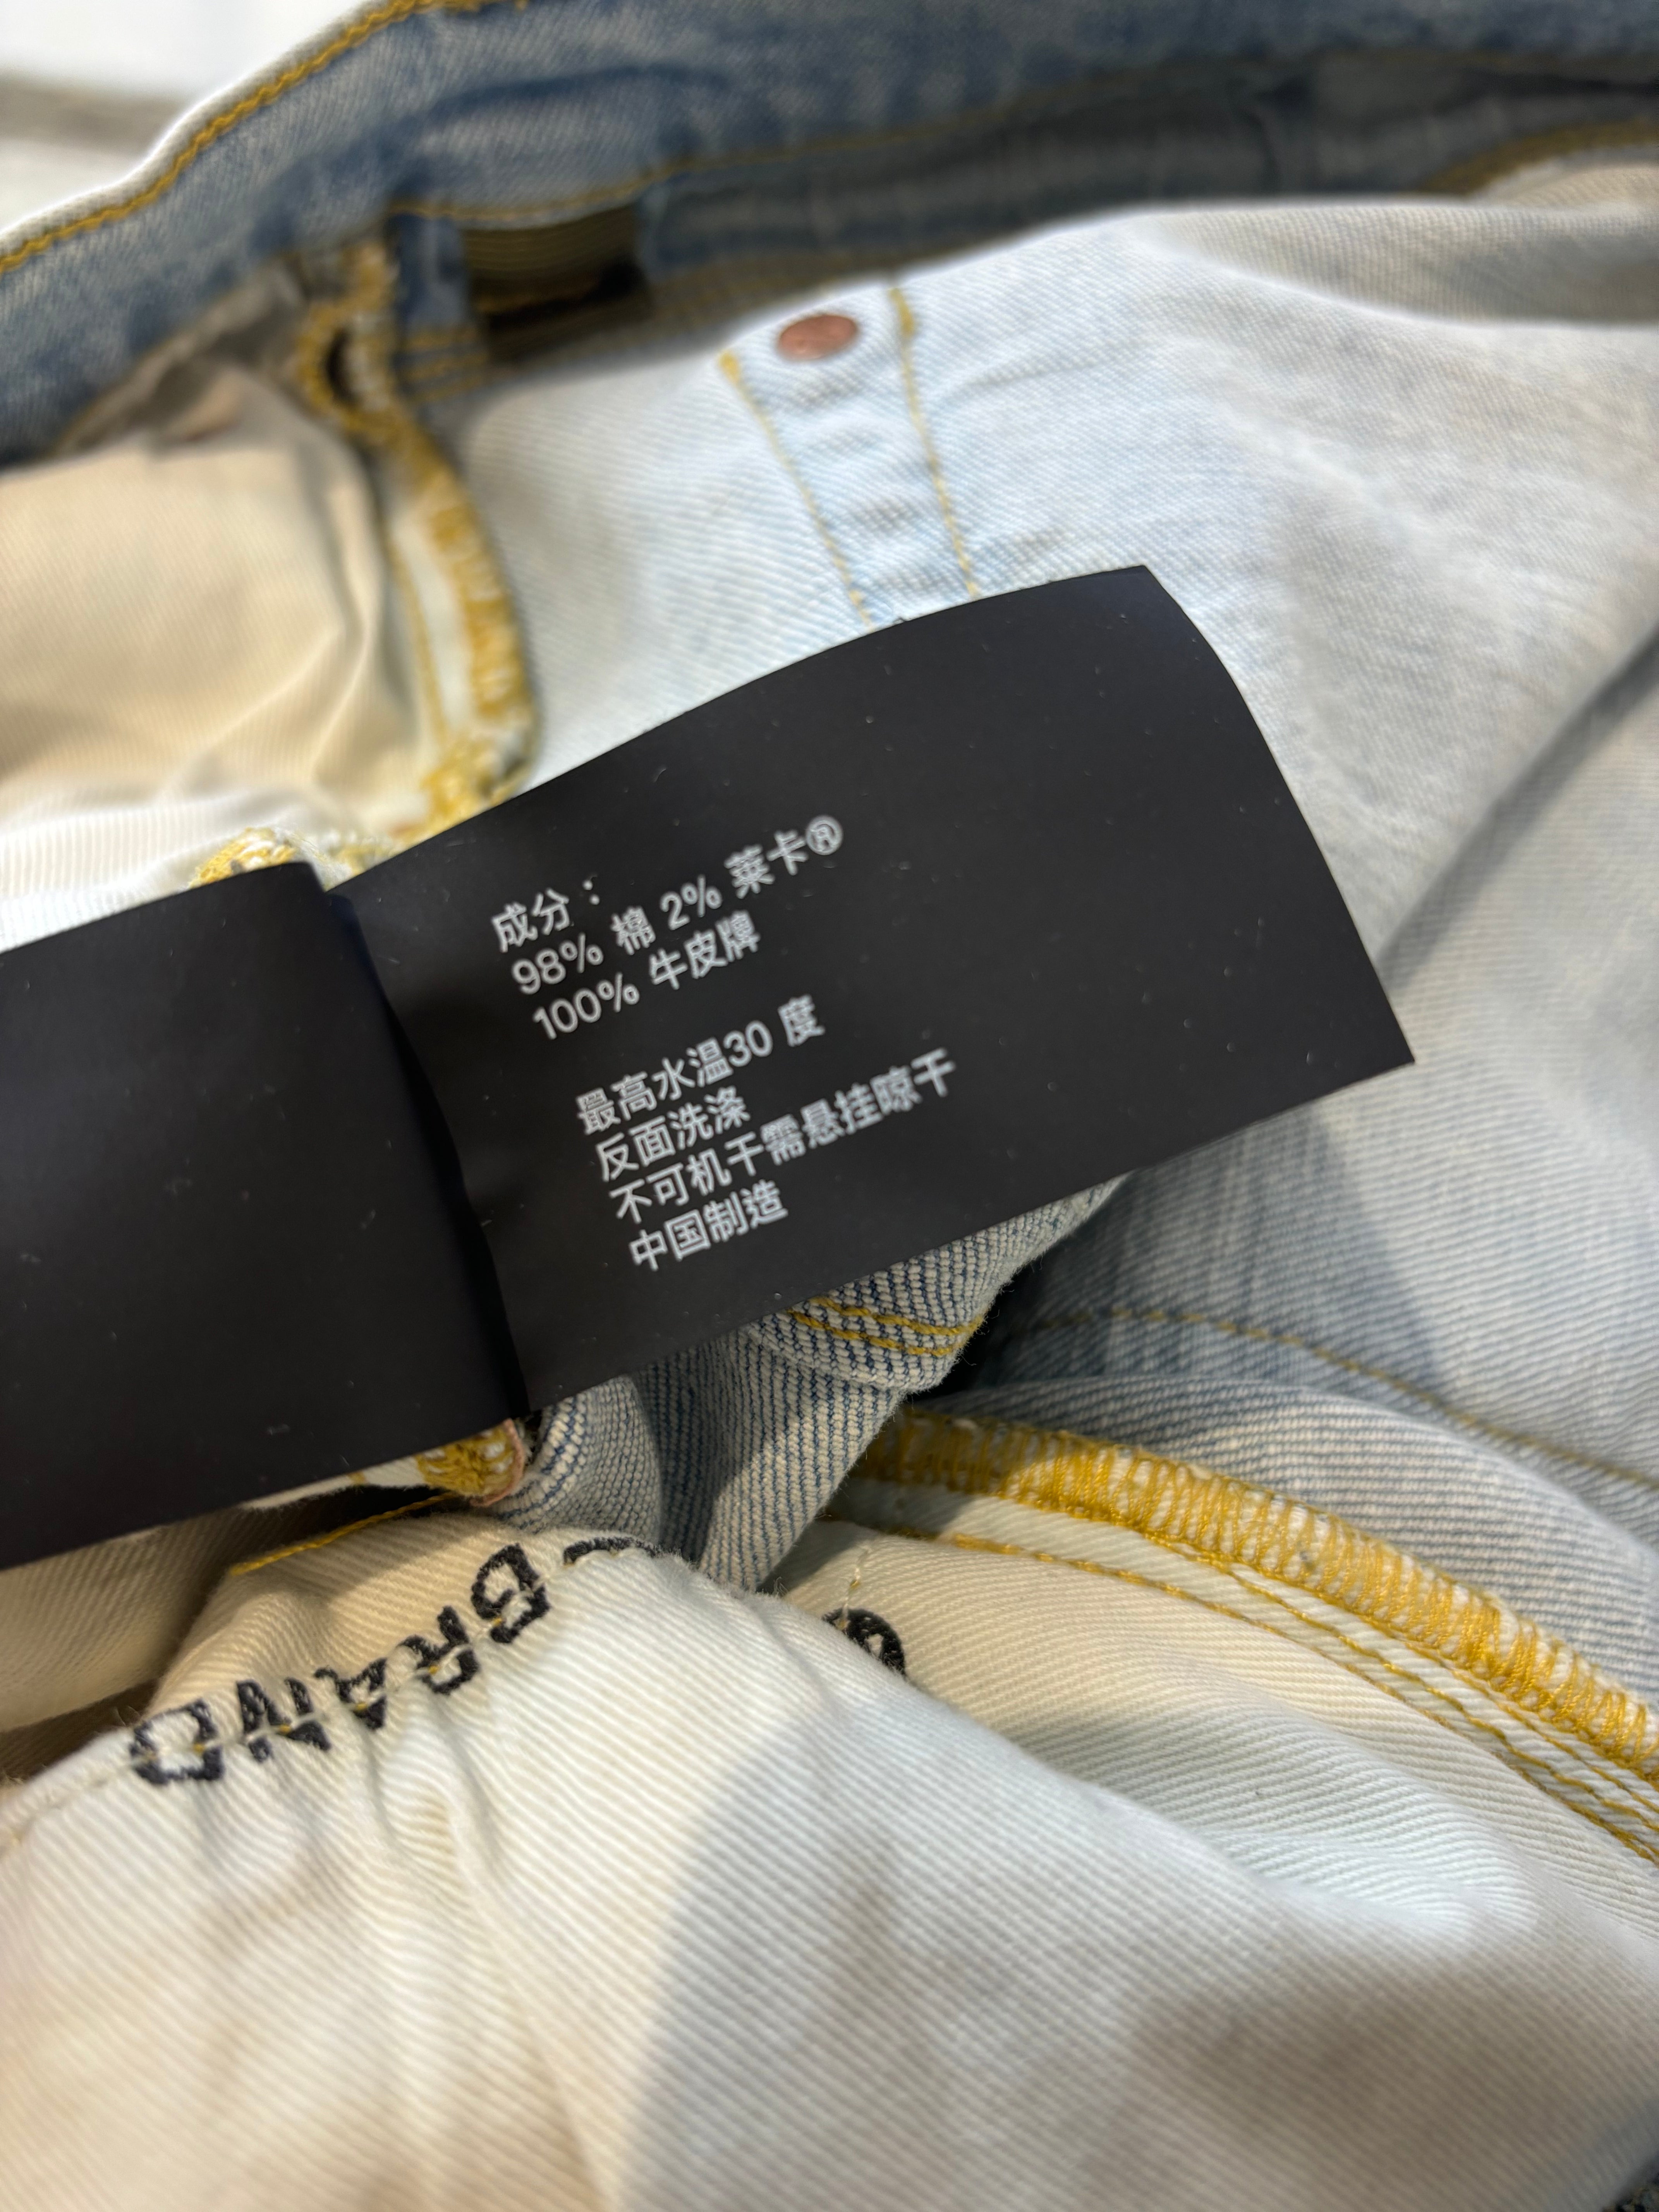 成分：
98% 棉 2% 莱卡®
100% 牛皮牌
最高水温30 度
反面洗涤
不可机干需悬挂晾干
中国制造
BRAND